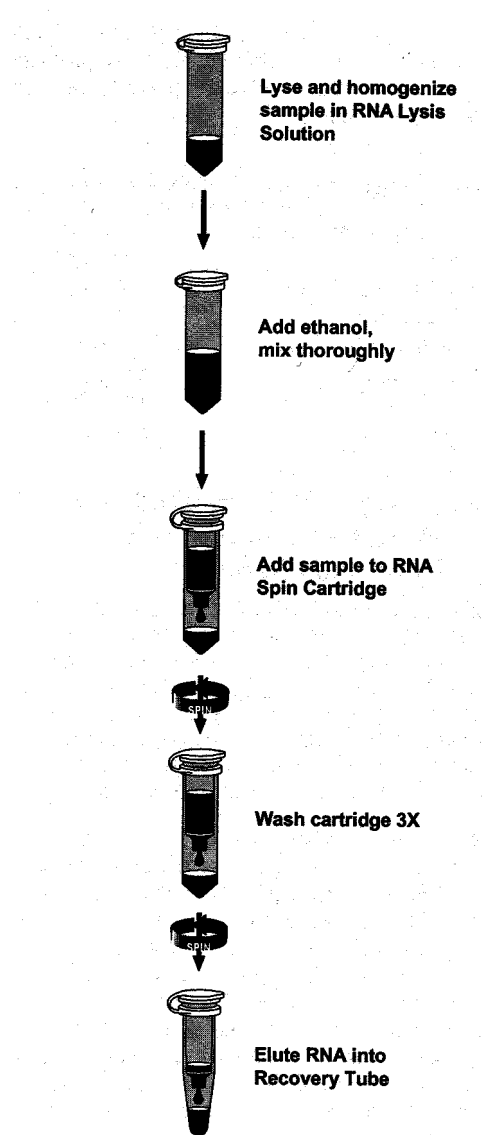 Lyse and homogenize
sample in RNA Lysis
Solution
Add ethanol,
mix thoroughly
Add sample to RNA
Spin Cartridge
SPIN
Wash cartridge 3X
SPIN
Elute RNA into
Recovery Tube